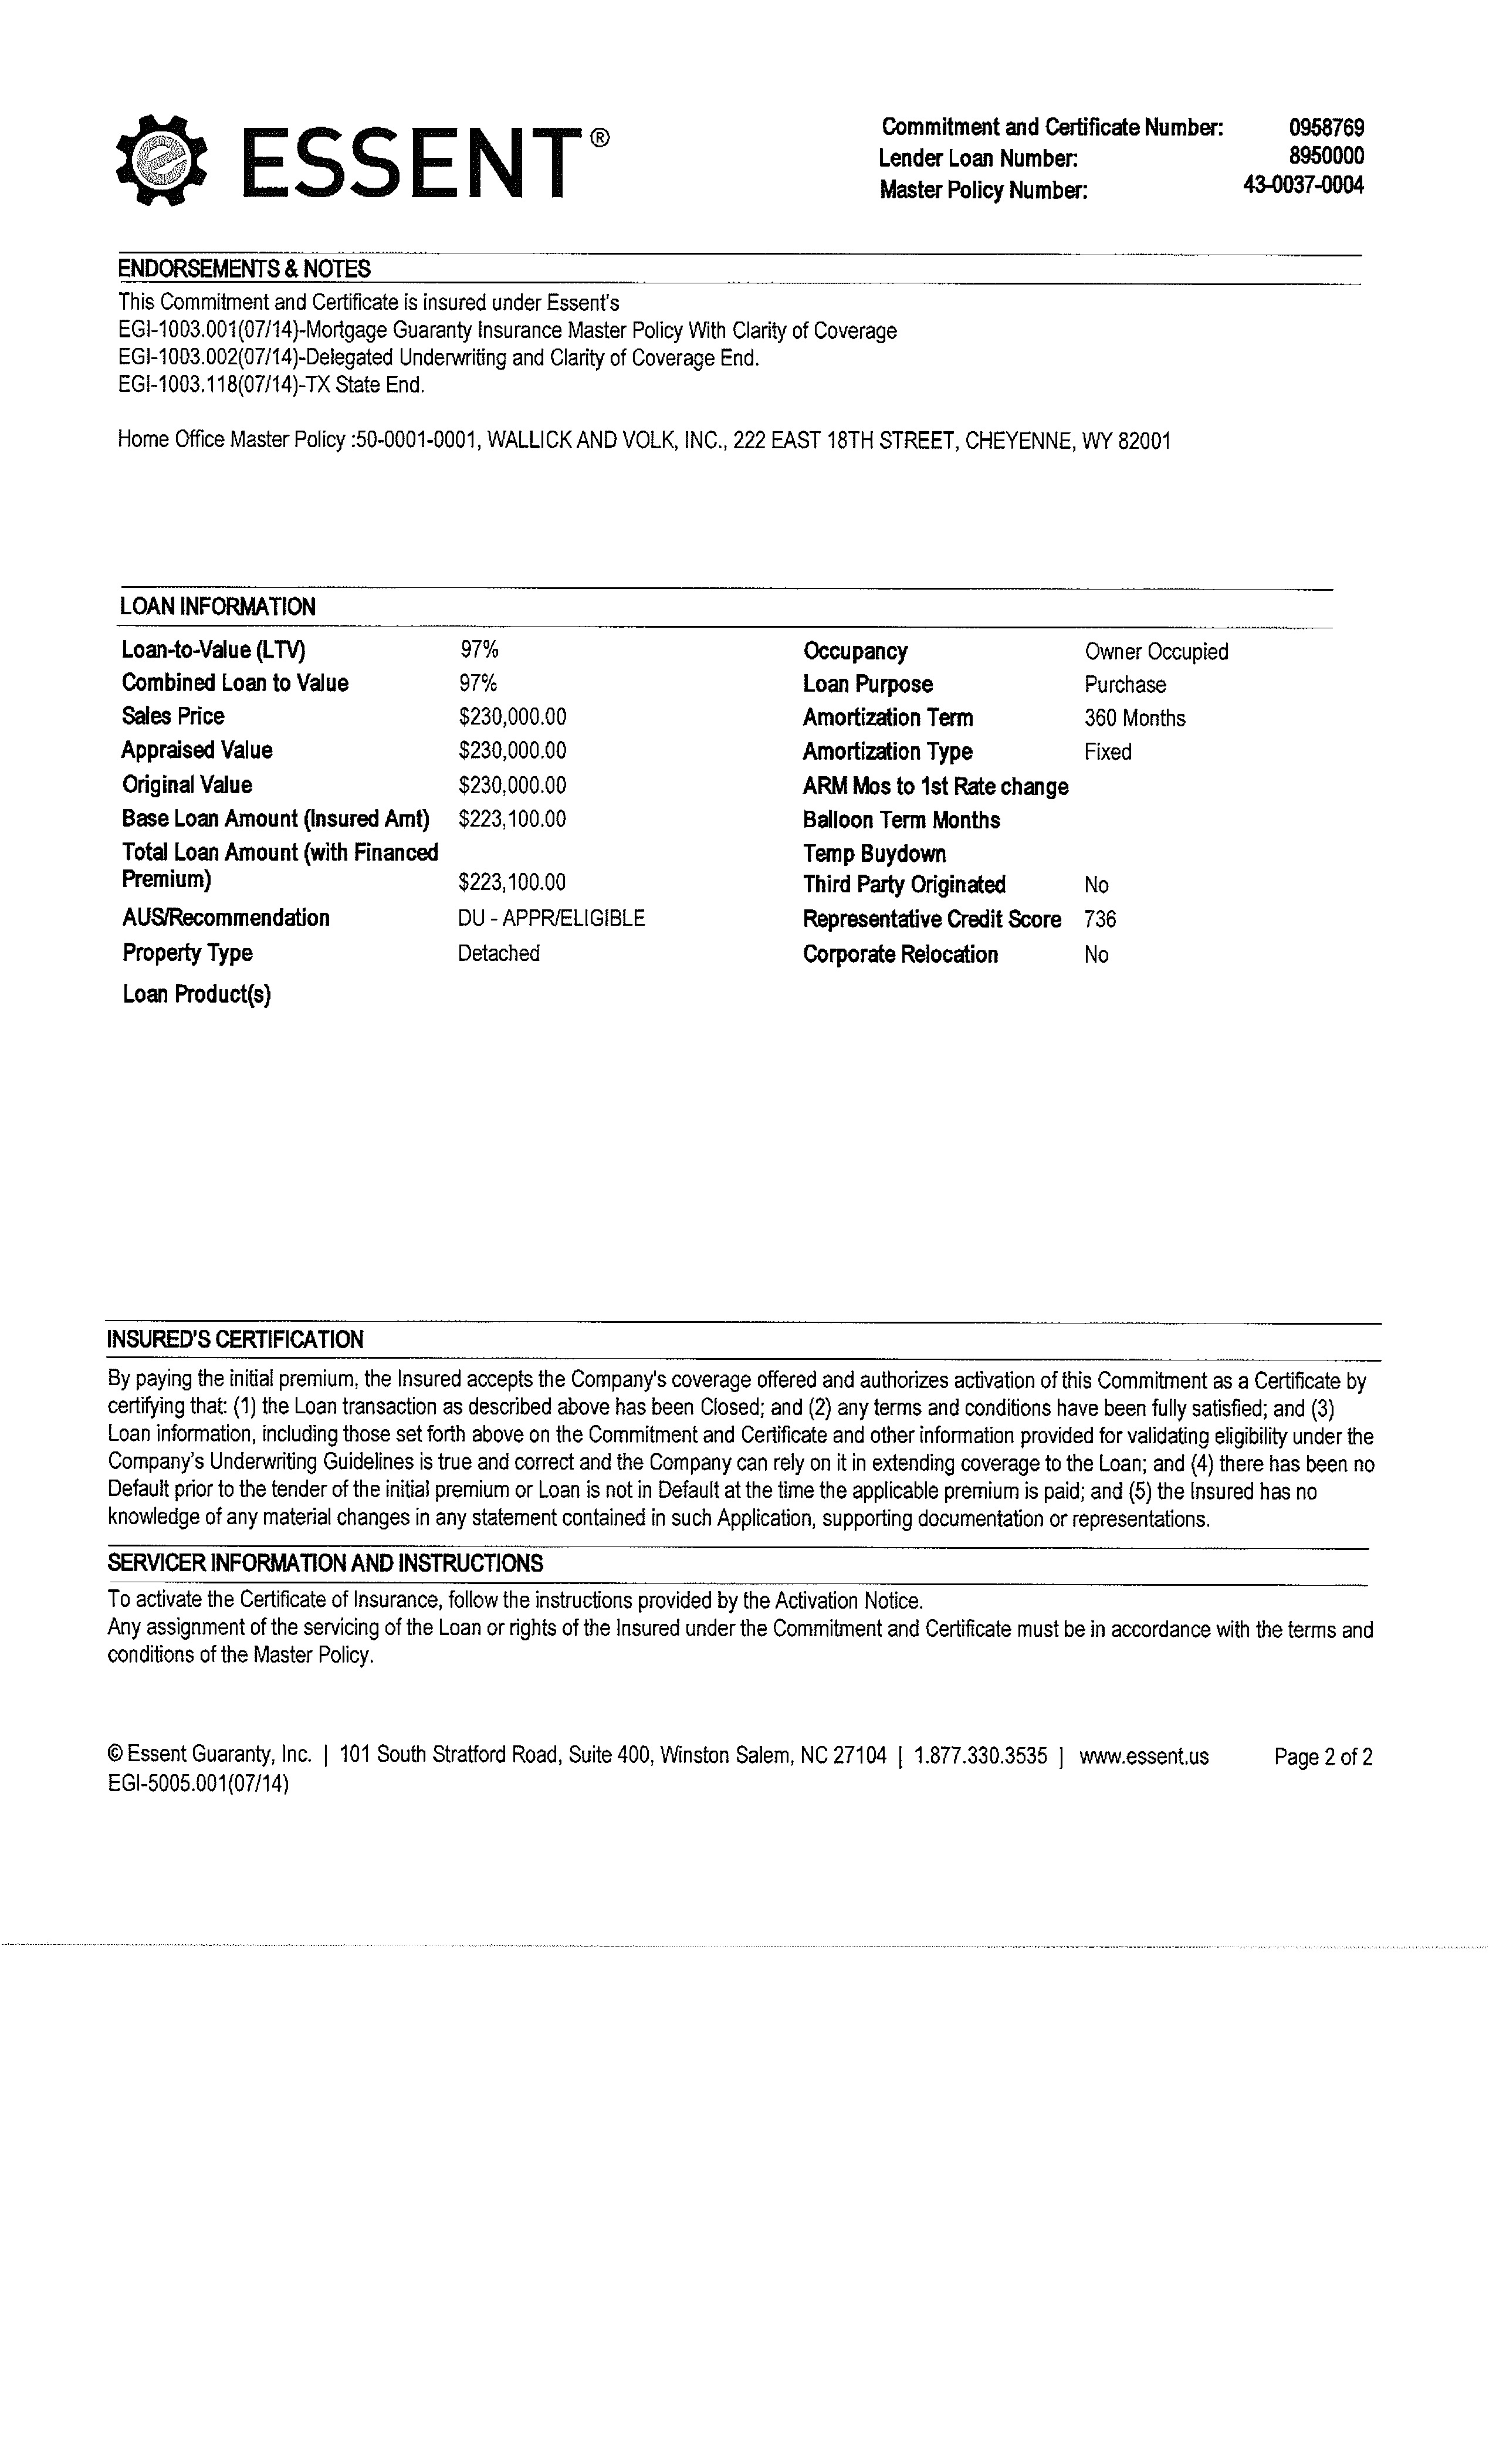 ESSENT®
Commitment and Certificate Number: 0958769
Lender Loan Number: 8950000
Master Policy Number: 43-0037-0004
ENDORSEMENTS & NOTES
This Commitment and Certificate is insured under Essent's
EGI-1003.001(07/14)-Mortgage Guaranty Insurance Master Policy With Clarity of Coverage
EGI-1003.002(07/14)-Delegated Underwriting and Clarity of Coverage End.
EGI-1003.118(07/14)-TX State End.
Home Office Master Policy :50-0001-0001, WALLICK AND VOLK, INC., 222 EAST 18TH STREET, CHEYENNE, WY 82001
LOAN INFORMATION
Loan-to-Value (LTV) 97% Occupancy Owner Occupied
Combined Loan to Value 97% Loan Purpose Purchase
Sales Price $230,000.00 Amortization Term 360 Months
Appraised Value $230,000.00 Amortization Type Fixed
Original Value $230,000.00 ARM Mos to 1st Rate change
Base Loan Amount (Insured Amt) $223,100.00 Balloon Term Months
Total Loan Amount (with Financed Temp Buydown
Premium) $223,100.00 Third Party Originated No
AUS/Recommendation DU - APPR/ELIGIBLE Representative Credit Score 736
Property Type Detached Corporate Relocation No
Loan Product(s)
INSURED'S CERTIFICATION
By paying the initial premium, the Insured accepts the Company's coverage offered and authorizes activation of this Commitment as a Certificate by
certifying that: (1) the Loan transaction as described above has been Closed; and (2) any terms and conditions have been fully satisfied; and (3)
Loan information, including those set forth above on the Commitment and Certificate and other information provided for validating eligibility under the
Company's Underwriting Guidelines is true and correct and the Company can rely on it in extending coverage to the Loan; and (4) there has been no
Default prior to the tender of the initial premium or Loan is not in Default at the time the applicable premium is paid; and (5) the Insured has no
knowledge of any material changes in any statement contained in such Application, supporting documentation or representations.
SERVICER INFORMATION AND INSTRUCTIONS
To activate the Certificate of Insurance, follow the instructions provided by the Activation Notice.
Any assignment of the servicing of the Loan or rights of the Insured under the Commitment and Certificate must be in accordance with the terms and
conditions of the Master Policy.
© Essent Guaranty, Inc. | 101 South Stratford Road, Suite 400, Winston Salem, NC 27104 | 1.877.330.3535 | www.essent.us Page 2 of 2
EGI-5005.001(07/14)